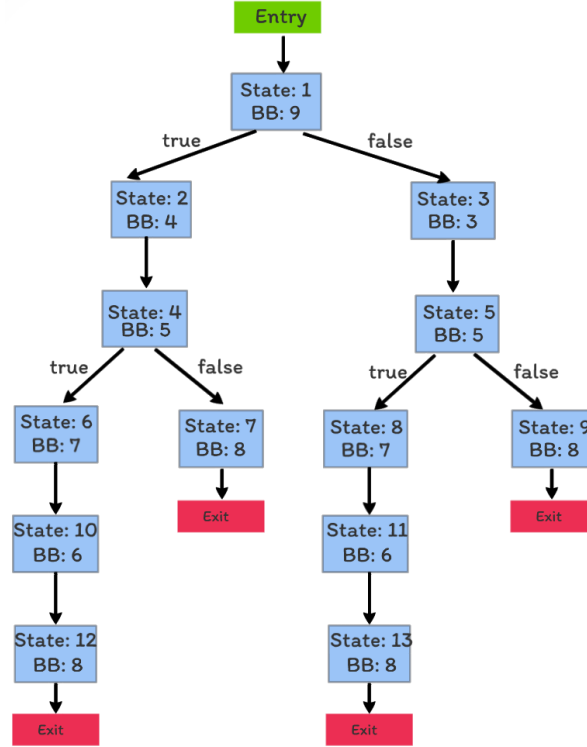 Entry
State: 1
BB: 9
true
false
State: 2
BB: 4
State: 3
BB: 3
State: 4
BB: 5
State: 5
BB: 5
true
false
true
false
State: 6
BB: 7
State: 7
BB: 8
State: 8
BB: 7
State: 9
BB: 8
Exit
Exit
State: 10
BB: 6
State: 11
BB: 6
State: 12
BB: 8
State: 13
BB: 8
Exit
Exit